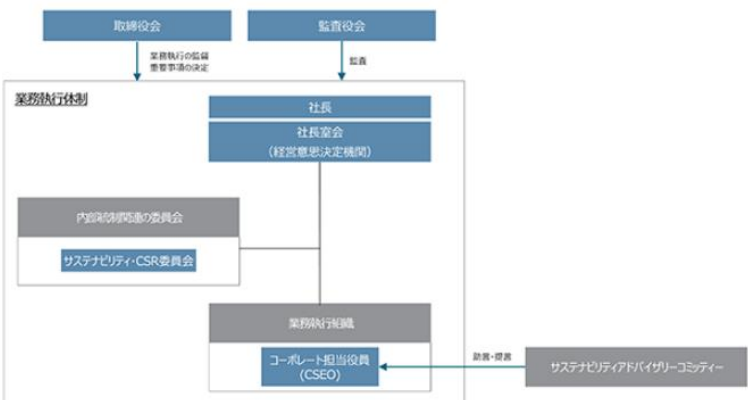 取締役会
監査役会
業務執行の監督
重要事項の決定
監査
業務執行体制
社長
社長室会
（経営意思決定機関）
内部統制関連の委員会
サステナビリティ・CSR委員会
業務執行組織
コーポレート担当役員
(CSEO)
助言・提言
サステナビリティアドバイザリーコミッティー